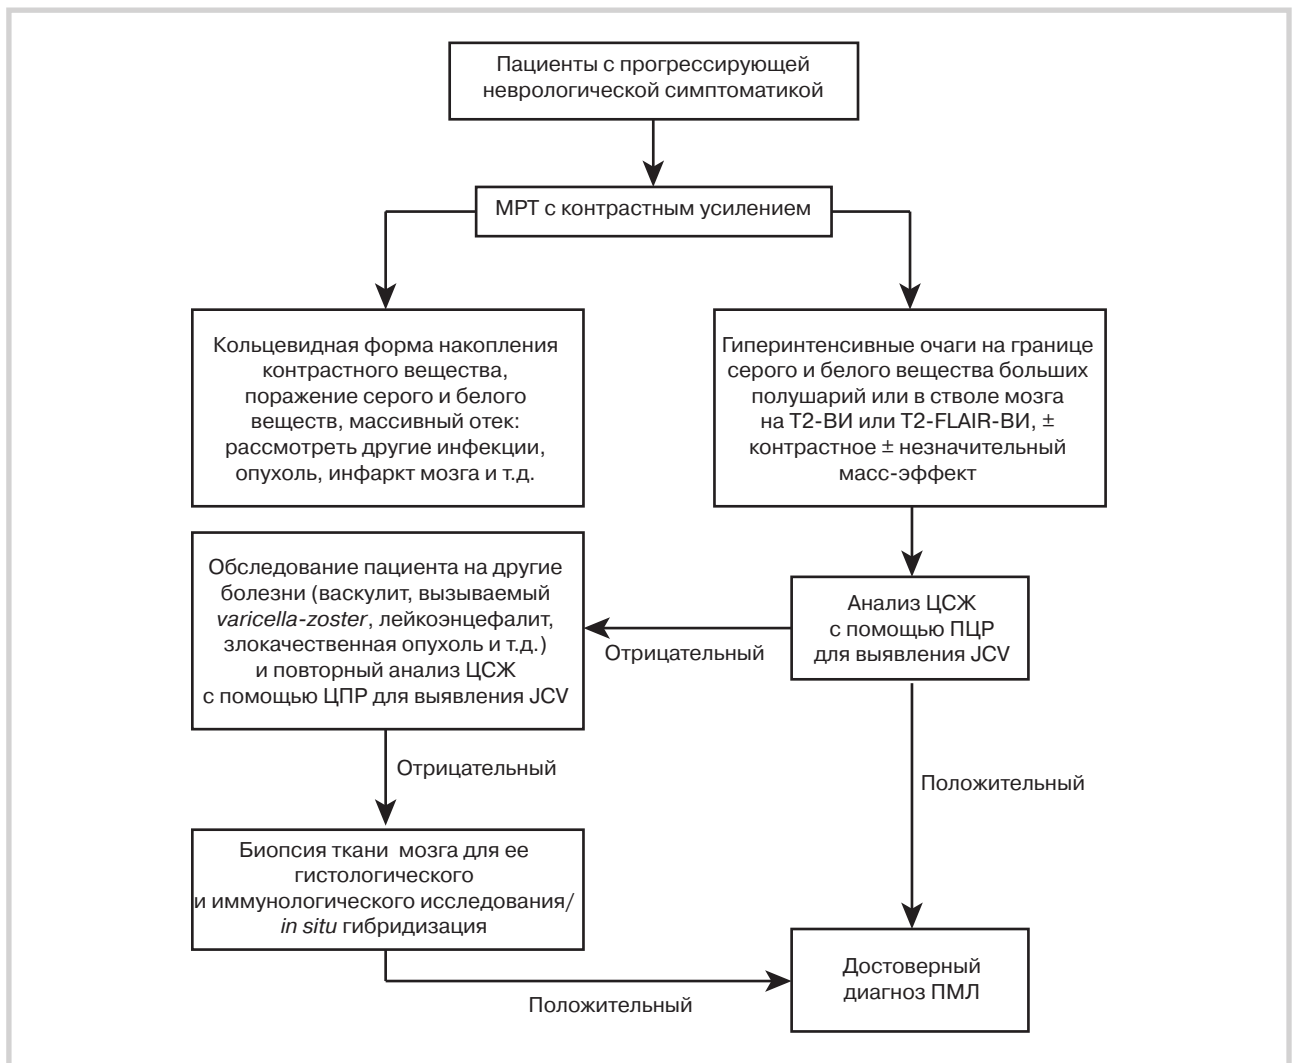 Пациенты с прогрессирующей
неврологической симптоматикой
МРТ с контрастным усилением
Кольцевидная форма накопления
контрастного вещества,
поражение серого и белого
веществ, массивный отек:
рассмотреть другие инфекции,
опухоль, инфаркт мозга и т.д.
Гиперинтенсивные очаги на границе
серого и белого вещества больших
полушарий или в стволе мозга
на Т2-ВИ или T2-FLAIR-ВИ, ±
контрастное ± незначительный
масс-эффект
Обследование пациента на другие
болезни (васкулит, вызываемый
varicella-zoster, лейкоэнцефалит,
злокачественная опухоль и т.д.)
и повторный анализ ЦСЖ
с помощью ЦПР для выявления JCV
Отрицательный
Анализ ЦСЖ
с помощью ПЦР
для выявления JCV
Отрицательный
Положительный
Биопсия ткани мозга для ее
гистологического
и иммунологического исследования/
in situ гибридизация
Положительный
Достоверный
диагноз ПМЛ